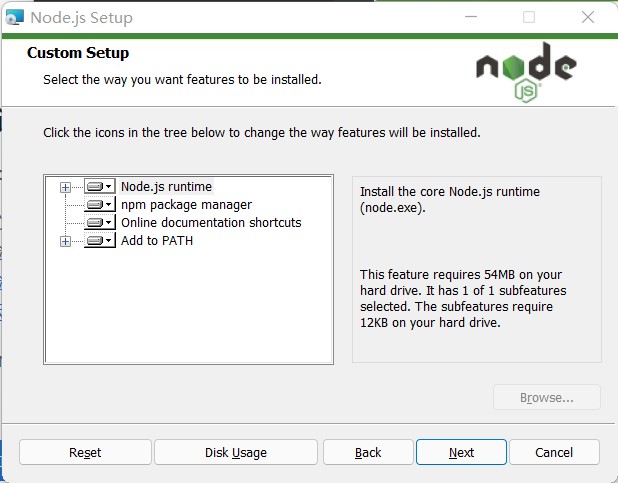 Node.js Setup
Custom Setup
Select the way you want features to be installed.
node
JS
Click the icons in the tree below to change the way features will be installed.
Node.js runtime
npm package manager
Online documentation shortcuts
Add to PATH
Install the core Node.js runtime
(node.exe).
This feature requires 54MB on your
hard drive. It has 1 of 1 subfeatures
selected. The subfeatures require
12KB on your hard drive.
Browse...
Reset
Disk Usage
Back
Next
Cancel